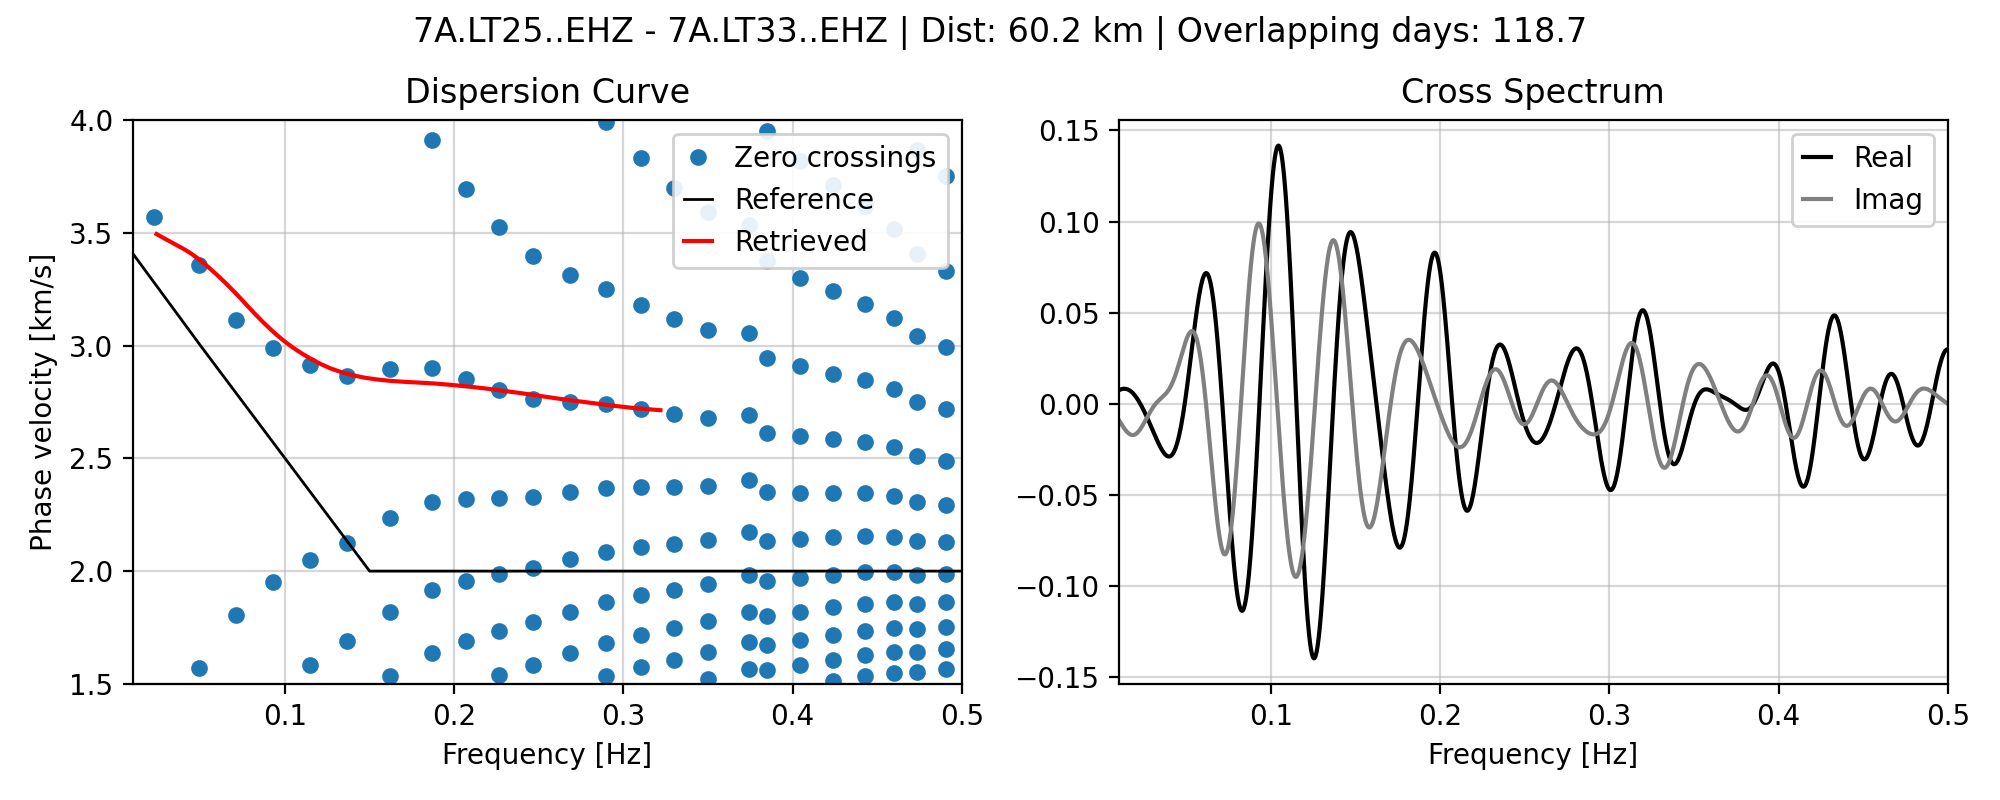 7A.LT25..EHZ - 7A.LT33..EHZ | Dist: 60.2 km | Overlapping days: 118.7
Dispersion Curve
4.0
3.5
3.0
2.5
2.0
1.5
Phase velocity [km/s]
Zero crossings
Reference
Retrieved
0.1 0.2 0.3 0.4 0.5
Frequency [Hz]
Cross Spectrum
0.15
0.10
0.05
0.00
−0.05
−0.10
−0.15
Real
Imag
0.1 0.2 0.3 0.4 0.5
Frequency [Hz]